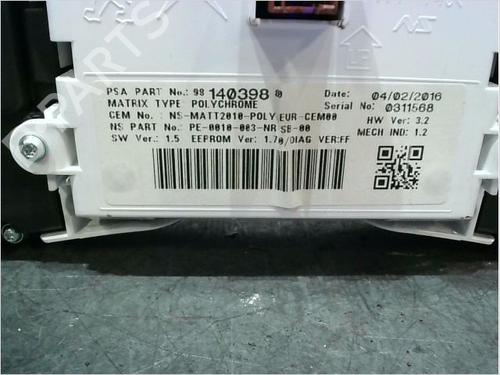 PSA PART No.: 98 140398 80
Date: 04/02/2016
MATRIX TYPE POLYCHROME
Serial No: 0311568
CEM No. : NS-MATT2010-POLY EUR-CEM00
HW Ver: 3.2
NS PART No.: PE-0010-003-NR SB-00
MECH IND: 1.2
SW Ver.: 1.5 EEPROM Ver: 1.70/DIAG VER:FF
PARTS